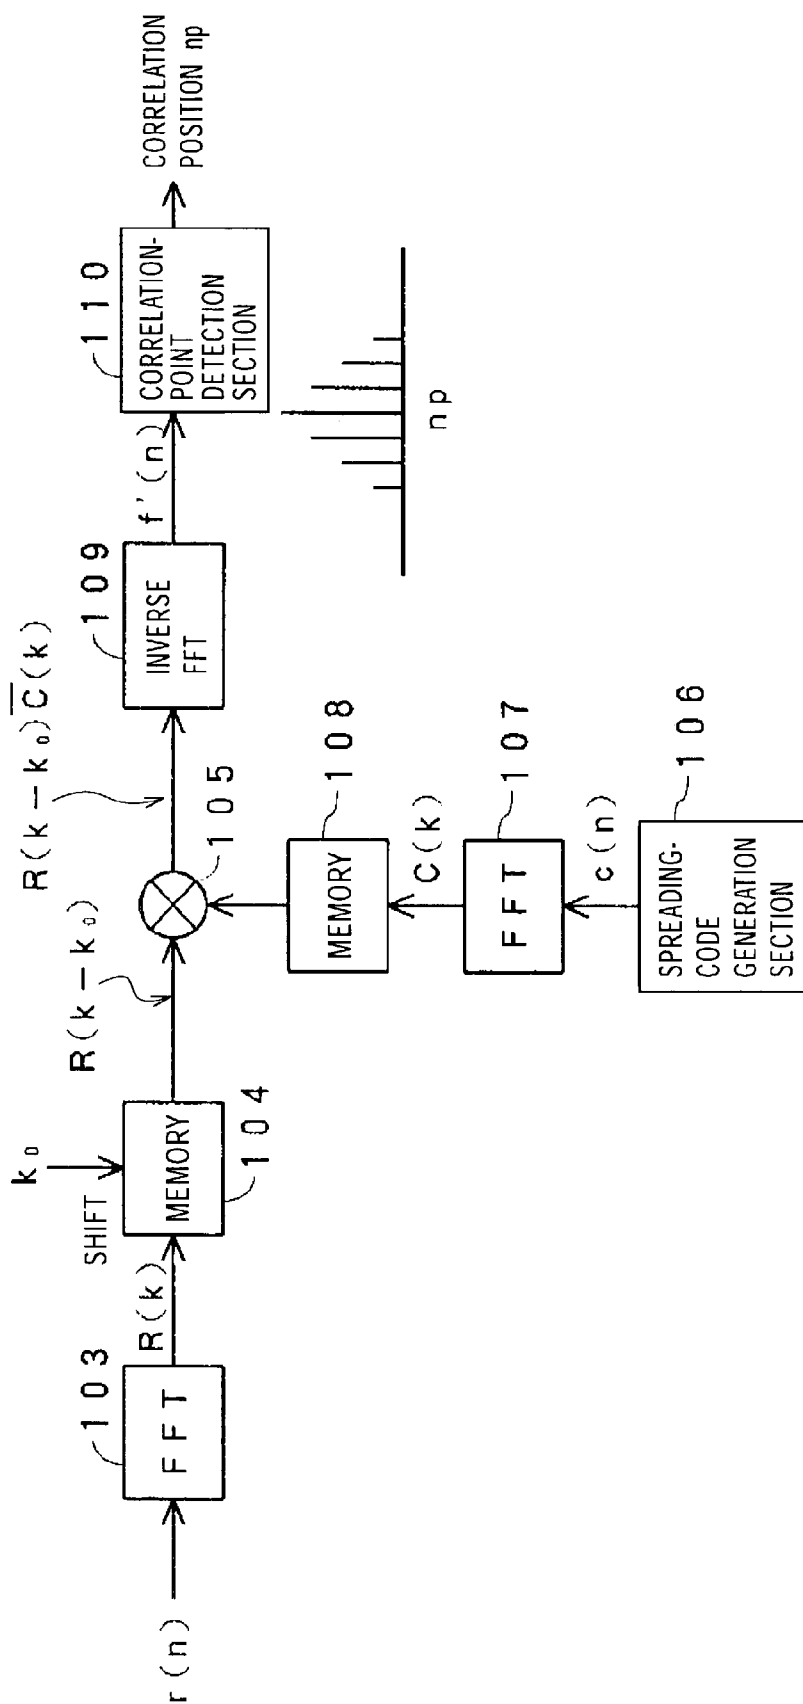 r(n)
103
FFT
R(k)
k₀
SHIFT
MEMORY
104
R(k−k₀)
R(k−k₀)C̅(k)
105
109
INVERSE
FFT
f'(n)
110
CORRELATION-
POINT
DETECTION
SECTION
CORRELATION
POSITION np
np
MEMORY
108
C(k)
FFT
107
c(n)
SPREADING-
CODE
GENERATION
SECTION
106